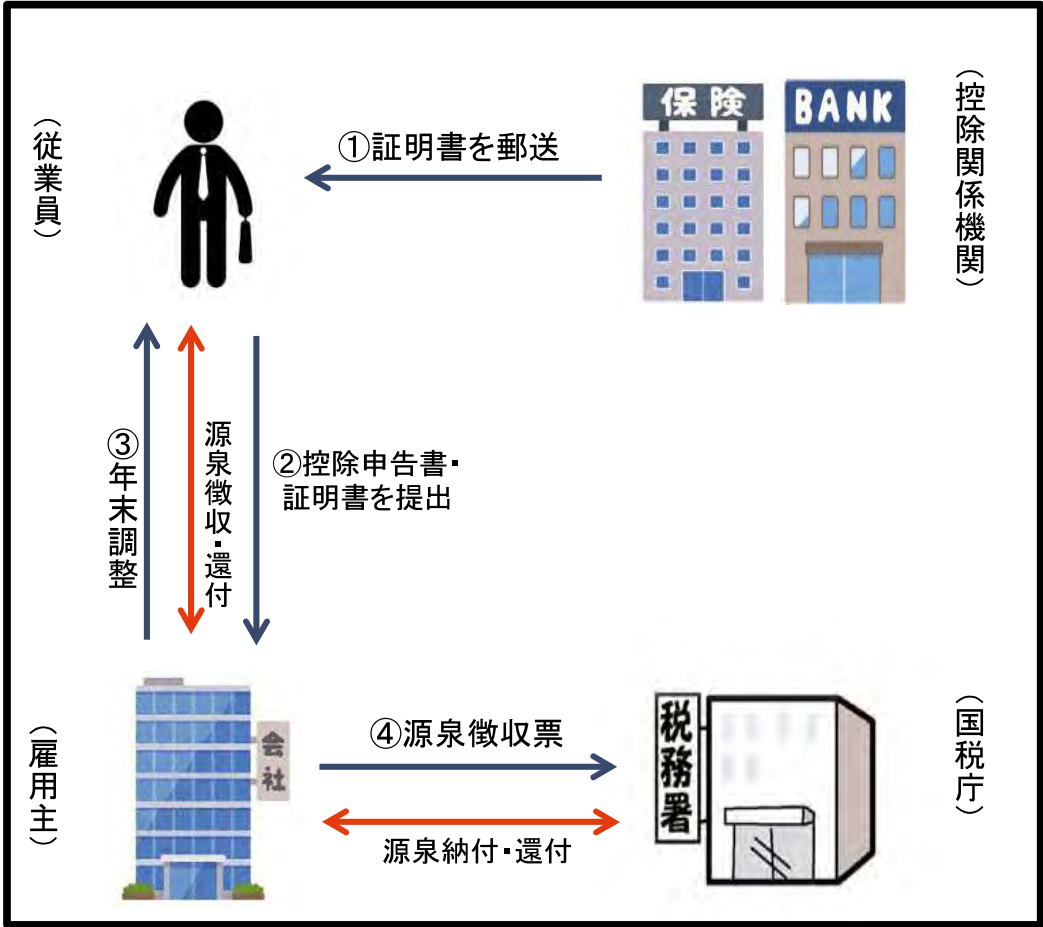 （従業員）
①証明書を郵送
保険
BANK
（控除関係機関）
③年末調整
源泉徴収・還付
②控除申告書・
証明書を提出
（雇用主）
会社
④源泉徴収票
源泉納付・還付
税務署
（国税庁）